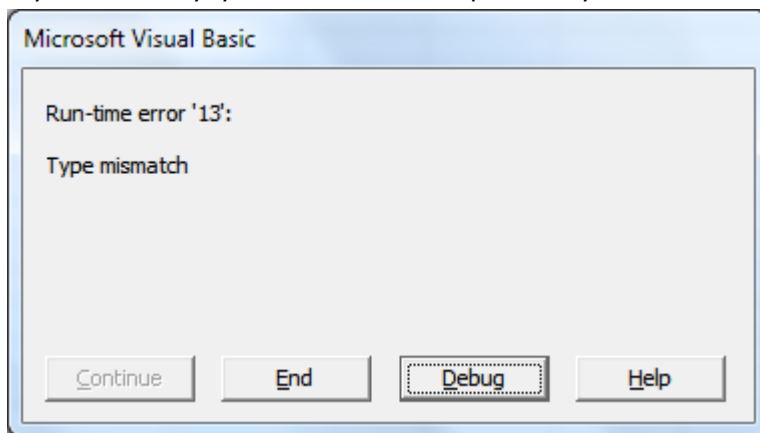 Microsoft Visual Basic
Run-time error '13':
Type mismatch
Continue End Debug Help